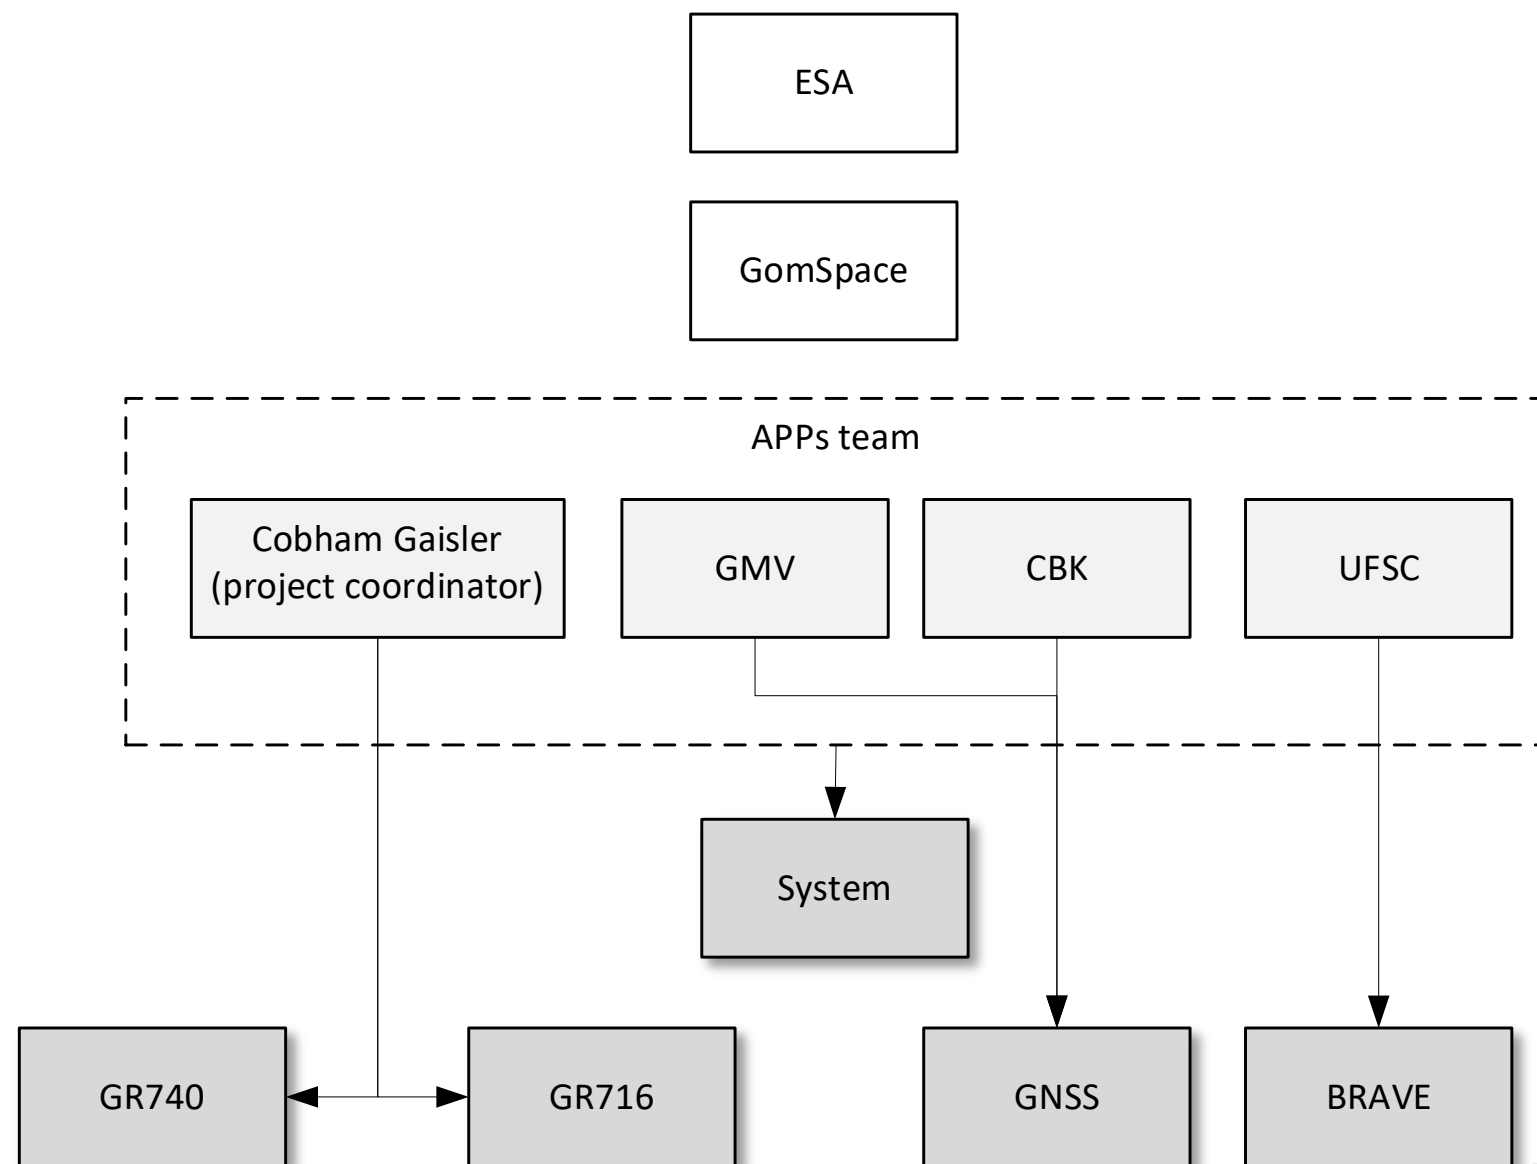 ESA
GomSpace
APPs team
Cobham Gaisler
(project coordinator)
GMV
CBK
UFSC
System
GR740
GR716
GNSS
BRAVE